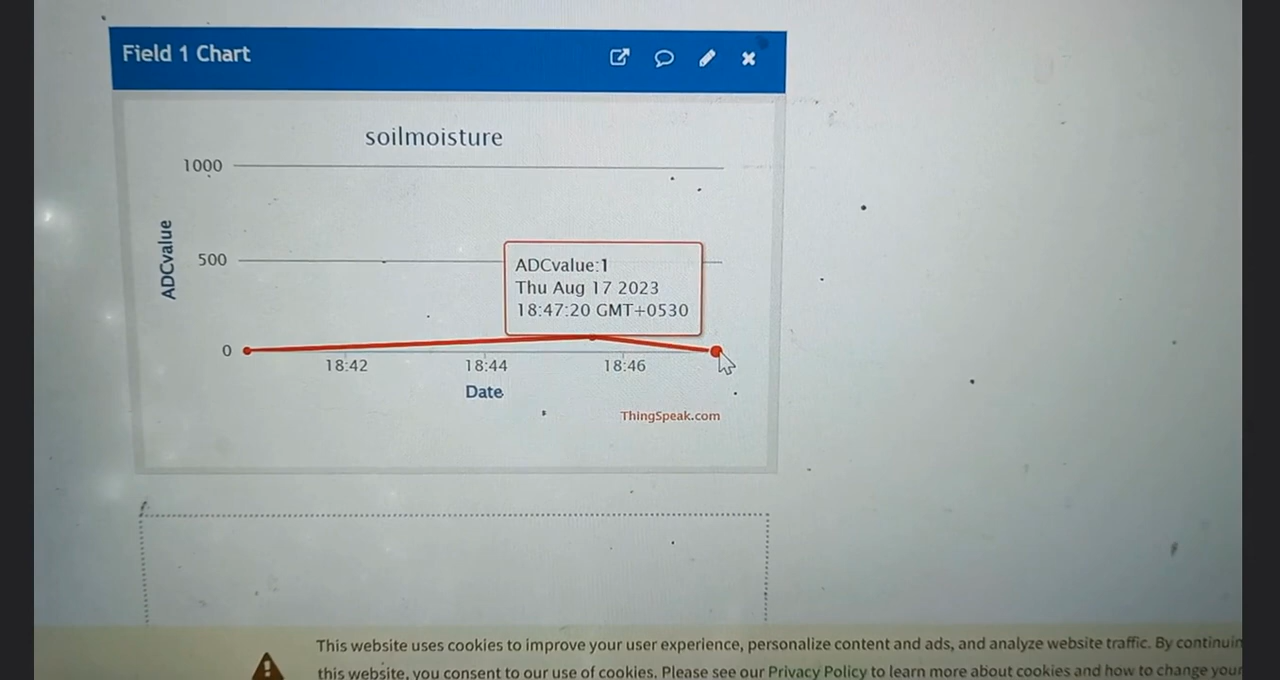 Field 1 Chart
soilmoisture
1000
500
0
ADCvalue
ADCvalue:1
Thu Aug 17 2023
18:47:20 GMT+0530
18:42 18:44 18:46
Date
ThingSpeak.com
This website uses cookies to improve your user experience, personalize content and ads, and analyze website traffic. By continuin
this website, you consent to our use of cookies. Please see our Privacy Policy to learn more about cookies and how to change your